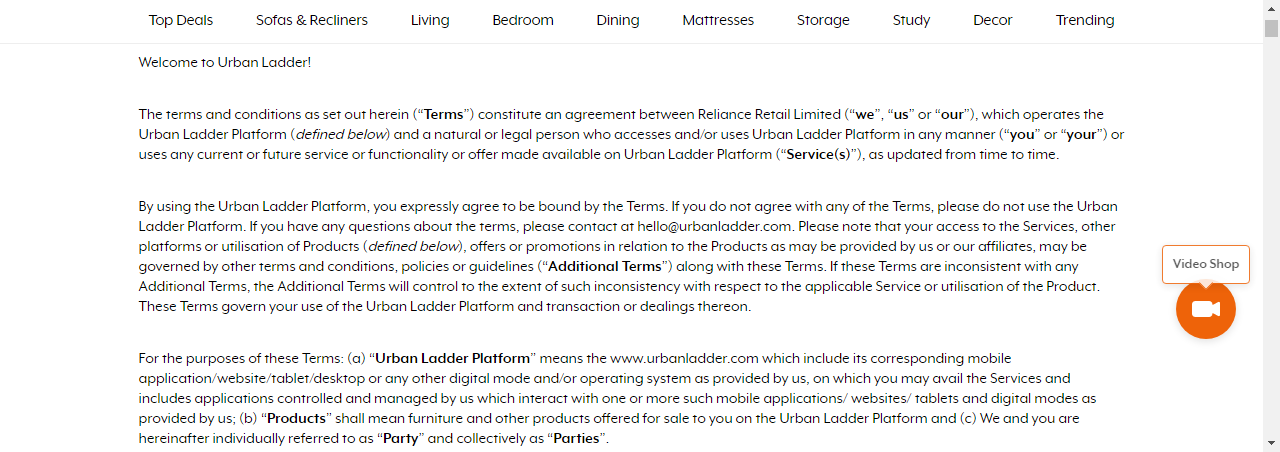 Top Deals Sofas & Recliners Living Bedroom Dining Mattresses Storage Study Decor Trending
Welcome to Urban Ladder!
The terms and conditions as set out herein (“Terms”) constitute an agreement between Reliance Retail Limited (“we”, “us” or “our”), which operates the
Urban Ladder Platform (defined below) and a natural or legal person who accesses and/or uses Urban Ladder Platform in any manner (“you” or “your”) or
uses any current or future service or functionality or offer made available on Urban Ladder Platform (“Service(s)”), as updated from time to time.
By using the Urban Ladder Platform, you expressly agree to be bound by the Terms. If you do not agree with any of the Terms, please do not use the Urban
Ladder Platform. If you have any questions about the terms, please contact at hello@urbanladder.com. Please note that your access to the Services, other
platforms or utilisation of Products (defined below), offers or promotions in relation to the Products as may be provided by us or our affiliates, may be
governed by other terms and conditions, policies or guidelines (“Additional Terms”) along with these Terms. If these Terms are inconsistent with any
Additional Terms, the Additional Terms will control to the extent of such inconsistency with respect to the applicable Service or utilisation of the Product.
These Terms govern your use of the Urban Ladder Platform and transaction or dealings thereon.
Video Shop
For the purposes of these Terms: (a) “Urban Ladder Platform” means the www.urbanladder.com which include its corresponding mobile
application/website/tablet/desktop or any other digital mode and/or operating system as provided by us, on which you may avail the Services and
includes applications controlled and managed by us which interact with one or more such mobile applications/ websites/ tablets and digital modes as
provided by us; (b) “Products” shall mean furniture and other products offered for sale to you on the Urban Ladder Platform and (c) We and you are
hereinafter individually referred to as “Party” and collectively as “Parties”.